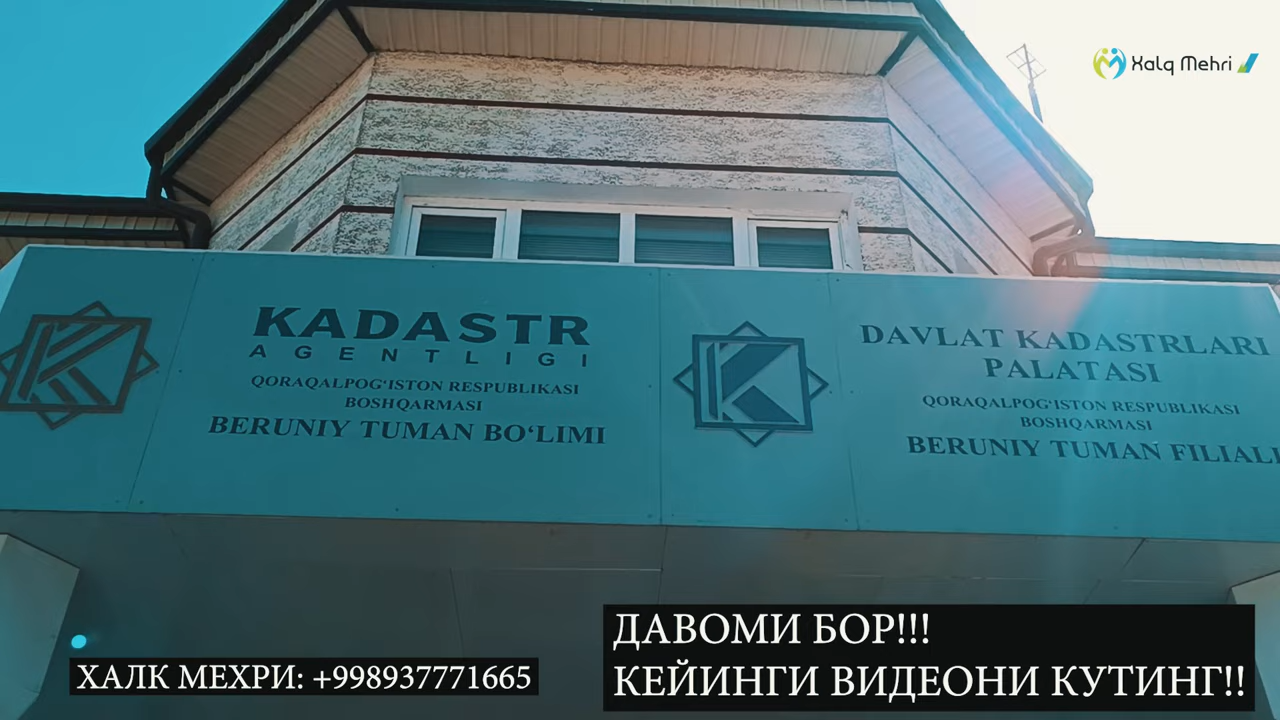 Xalq Mehri
KADASTR
AGENTLIGI
QORAQALPOG‘ISTON RESPUBLIKASI
BOSHQARMASI
BERUNIY TUMAN BO‘LIMI
DAVLAT KADASTRLARI
PALATASI
QORAQALPOG‘ISTON RESPUBLIKASI
BOSHQARMASI
BERUNIY TUMAN FILIALI
ДАВОМИ БОР!!!
КЕЙИНГИ ВИДЕОНИ КУТИНГ!!
ХАЛК МЕХРИ: +998937771665